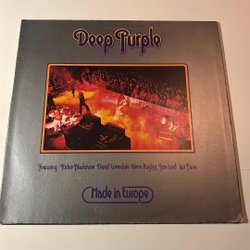 Deep Purple
Featuring Ritchie Blackmore David Coverdale Glenn Hughes Jon Lord Ian Paice
Made in Europe